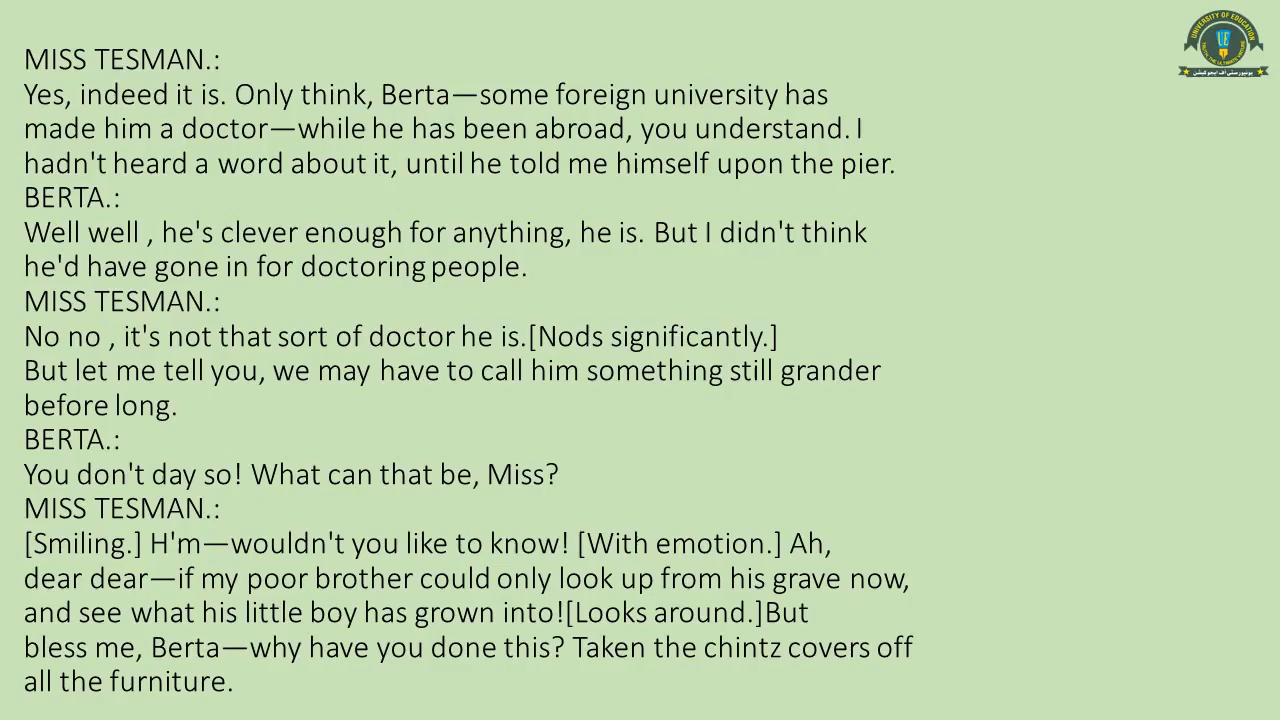 UNIVERSITY OF EDUCATION
UE
یونیورسٹی آف ایجوکیشن
MISS TESMAN.:
Yes, indeed it is. Only think, Berta—some foreign university has
made him a doctor—while he has been abroad, you understand. I
hadn't heard a word about it, until he told me himself upon the pier.
BERTA.:
Well well , he's clever enough for anything, he is. But I didn't think
he'd have gone in for doctoring people.
MISS TESMAN.:
No no , it's not that sort of doctor he is.[Nods significantly.]
But let me tell you, we may have to call him something still grander
before long.
BERTA.:
You don't day so! What can that be, Miss?
MISS TESMAN.:
[Smiling.] H'm—wouldn't you like to know! [With emotion.] Ah,
dear dear—if my poor brother could only look up from his grave now,
and see what his little boy has grown into![Looks around.]But
bless me, Berta—why have you done this? Taken the chintz covers off
all the furniture.